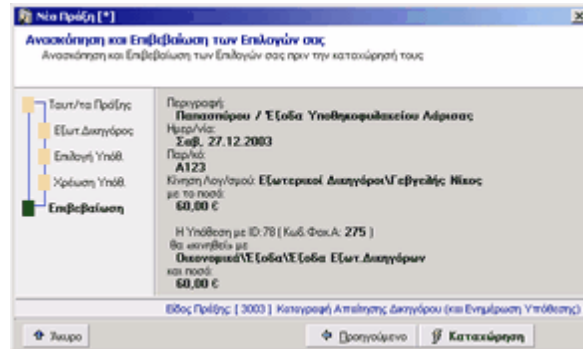 Νέα Πράξη [*]
Ανασκόπηση και Επιβεβαίωση των Επιλογών σας
Ανασκόπηση και Επιβεβαίωση των Επιλογών σας πριν την καταχώρησή τους
Ταυτ/τα Πράξης
Εξωτ.Δικηγόρος
Επιλογή Υπόθ.
Χρέωση Υπόθ.
Επιβεβαίωση
Περιγραφή:
Παπασπύρου / Έξοδα Υποθηκοφυλακείου Λάρισας
Ημερ/νία:
Σαβ, 27.12.2003
Παρ/κό:
A123
Κίνηση Λογ/σμού: Εξωτερικοί Δικηγόροι\Γεβγειλής Νίκος
με το ποσό:
60,00 €
Η Υπόθεση με ID:78 ( Κωδ. Φακ.Α: 275 )
θα «κινηθεί» με
Οικονομικά\Έξοδα\Έξοδα Εξωτ.Δικηγόρων
και ποσό:
60,00 €
Είδος Πράξης: [ 3003 ] Καταγραφή Απαίτησης Δικηγόρου (και Ενημέρωση Υπόθεσης)
Άκυρο
Προηγούμενο
Καταχώρηση